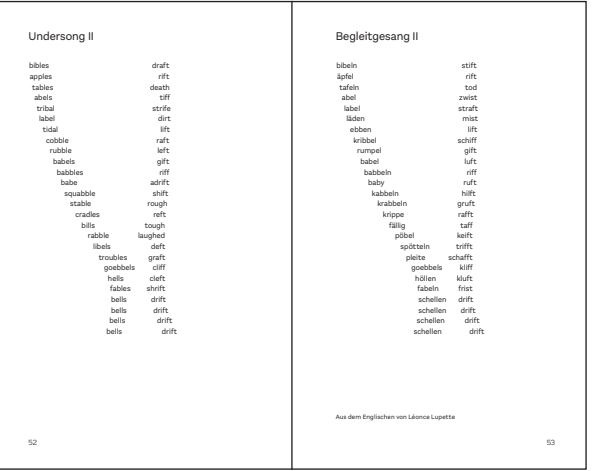 Undersong II
bibles draft
apples rift
tables death
abels tiff
tribal strife
label dirt
tidal lift
cobble raft
rubble left
babels gift
babbles riff
babe adrift
squabble shift
stable rough
cradles reft
bills tough
rabble laughed
libels deft
troubles graft
goebbels cliff
hells cleft
fables shrift
bells drift
bells drift
bells drift
bells drift
52
Begleitgesang II
bibeln stift
äpfel rift
tafeln tod
abel zwist
label straft
läden mist
ebben lift
kribbel schiff
rumpel gift
babel luft
babbeln riff
baby ruft
kabbeln hilft
krabbeln gruft
krippe rafft
fällig taff
pöbel keift
spötteln trifft
pleite schafft
goebbels kliff
höllen kluft
fabeln frist
schellen drift
schellen drift
schellen drift
schellen drift
Aus dem Englischen von Léonce Lupette
53